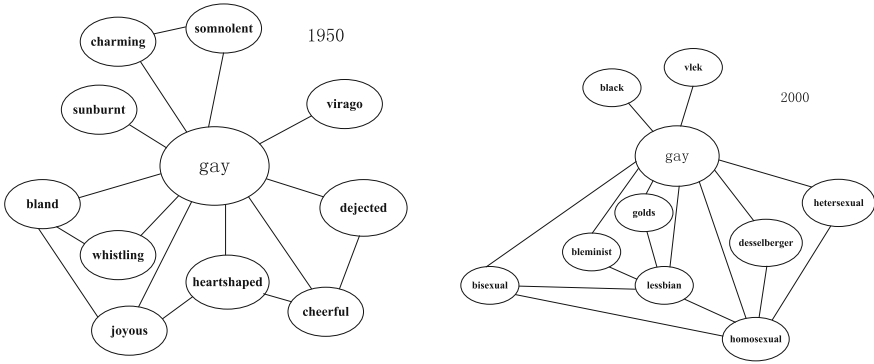 charming
somnolent
1950
sunburnt
virago
gay
bland
dejected
whistling
heartshaped
cheerful
joyous
vlek
black
2000
gay
hetersexual
golds
desselberger
bleminist
bisexual
lessbian
homosexual